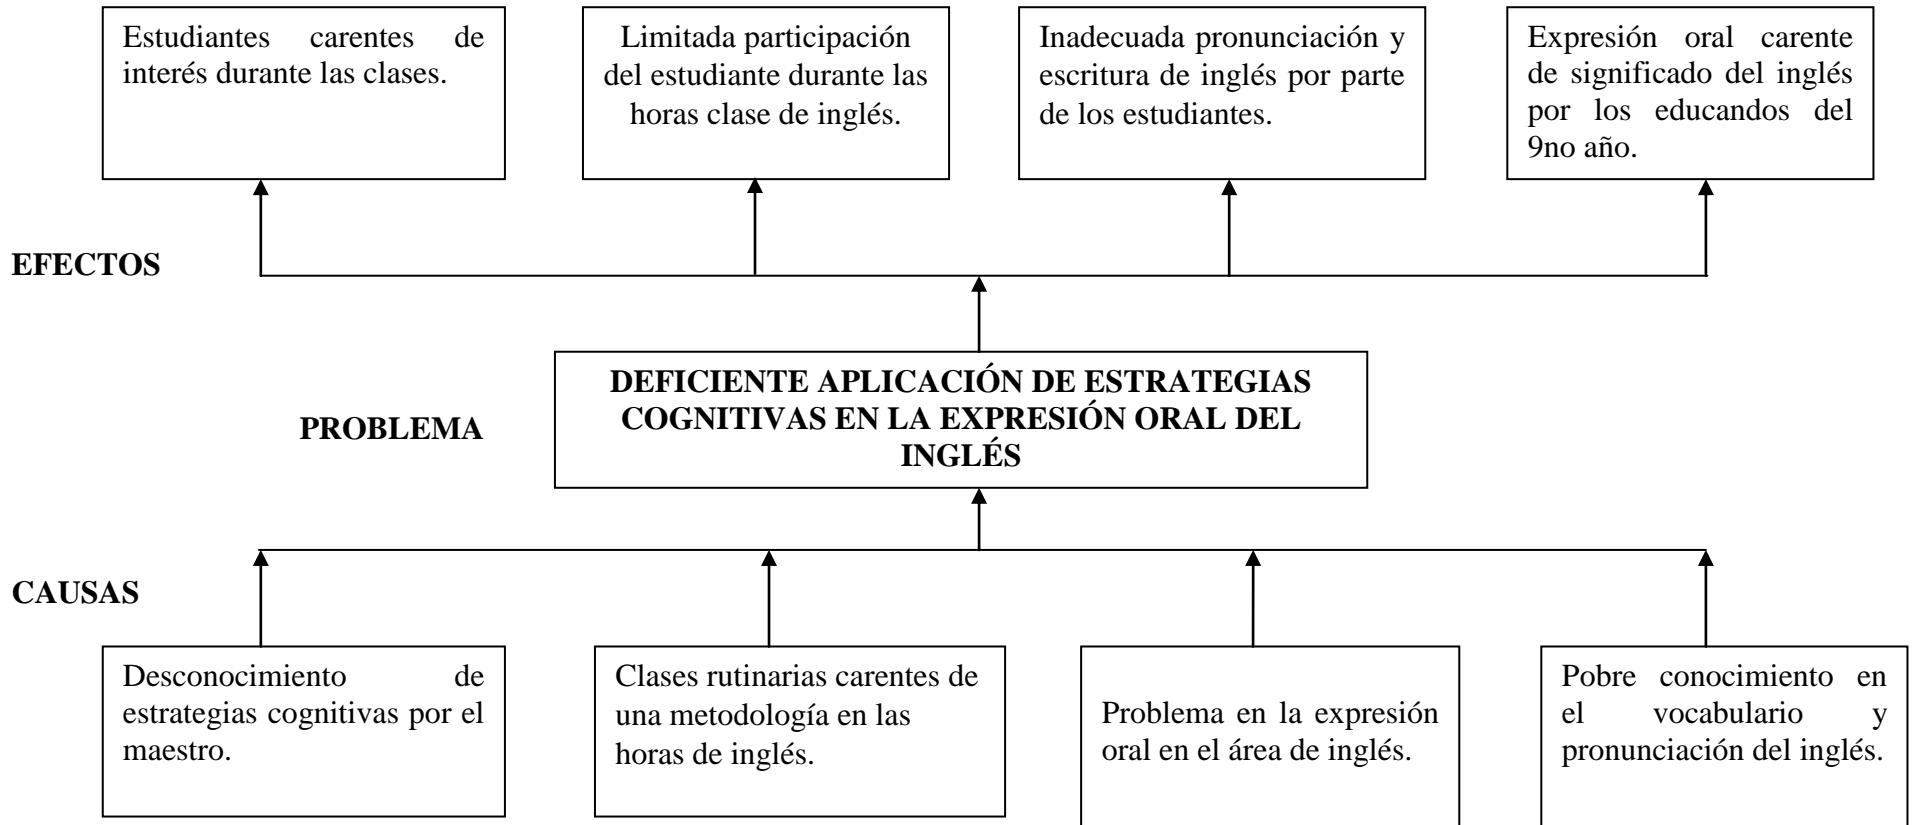 Estudiantes carentes de
interés durante las clases.
Limitada participación
del estudiante durante las
horas clase de inglés.
Inadecuada pronunciación y
escritura de inglés por parte
de los estudiantes.
Expresión oral carente
de significado del inglés
por los educandos del
9no año.
EFECTOS
PROBLEMA
DEFICIENTE APLICACIÓN DE ESTRATEGIAS
COGNITIVAS EN LA EXPRESIÓN ORAL DEL
INGLÉS
CAUSAS
Desconocimiento de
estrategias cognitivas por el
maestro.
Clases rutinarias carentes de
una metodología en las
horas de inglés.
Problema en la expresión
oral en el área de inglés.
Pobre conocimiento en
el vocabulario y
pronunciación del inglés.